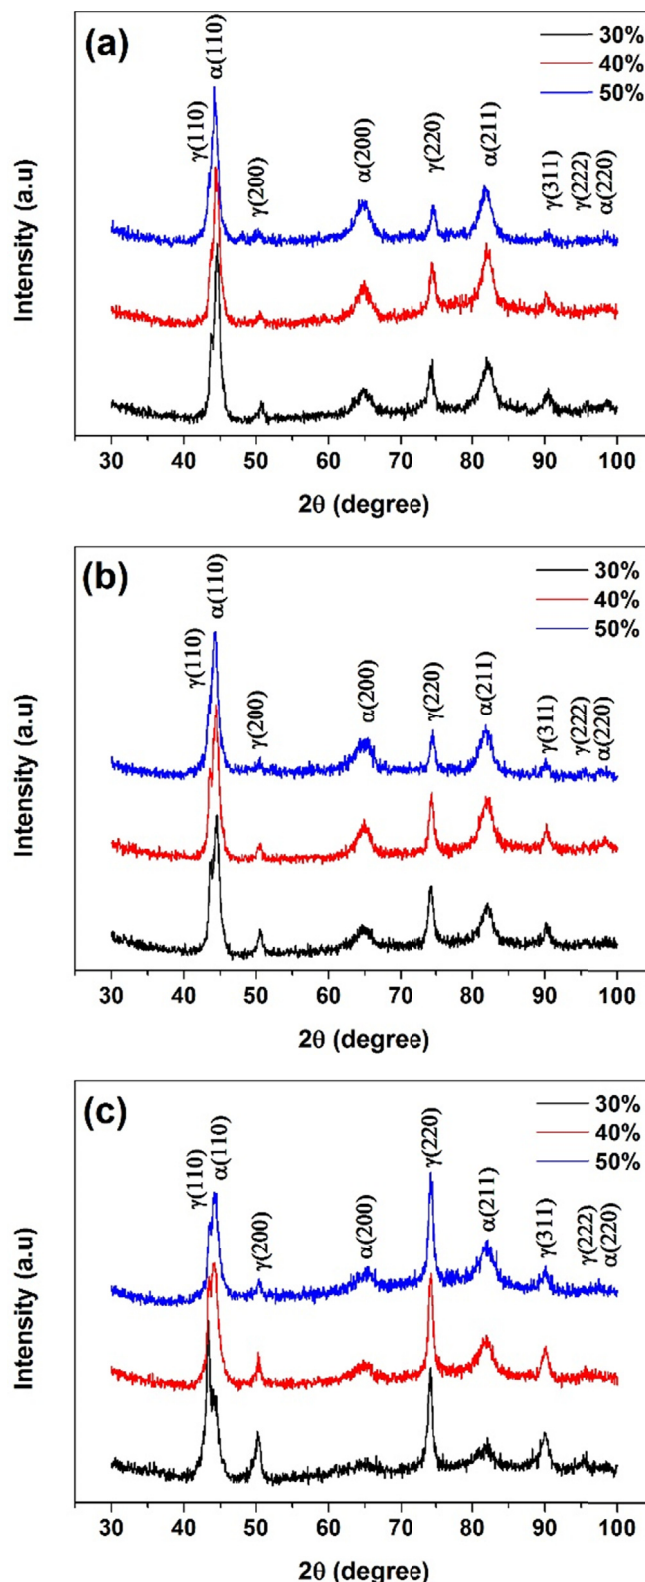 (a)
30%
40%
50%
γ(110)
α(110)
γ(200)
α(200)
γ(220)
α(211)
γ(311)
γ(222)
α(220)
Intensity (a.u)
30 40 50 60 70 80 90 100
2θ (degree)
(b)
30%
40%
50%
γ(110)
α(110)
γ(200)
α(200)
γ(220)
α(211)
γ(311)
γ(222)
α(220)
Intensity (a.u)
30 40 50 60 70 80 90 100
2θ (degree)
(c)
30%
40%
50%
γ(110)
α(110)
γ(200)
α(200)
γ(220)
α(211)
γ(311)
γ(222)
α(220)
Intensity (a.u)
30 40 50 60 70 80 90 100
2θ (degree)